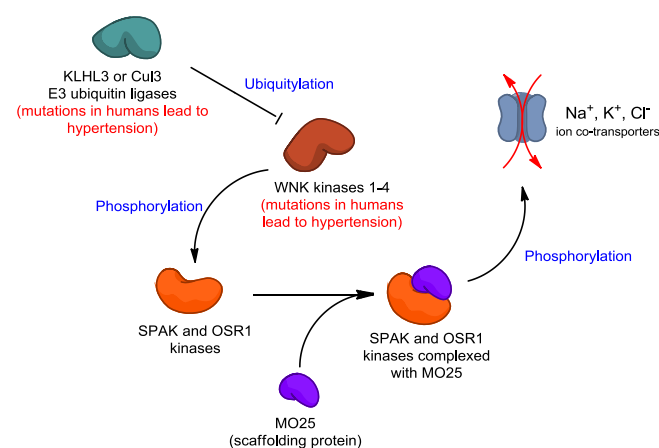 KLHL3 or Cul3
E3 ubiquitin ligases
(mutations in humans lead to
hypertension)
Ubiquitylation
Na⁺, K⁺, Cl⁻
ion co-transporters
WNK kinases 1-4
(mutations in humans
lead to hypertension)
Phosphorylation
Phosphorylation
SPAK and OSR1
kinases
SPAK and OSR1
kinases complexed
with MO25
MO25
(scaffolding protein)